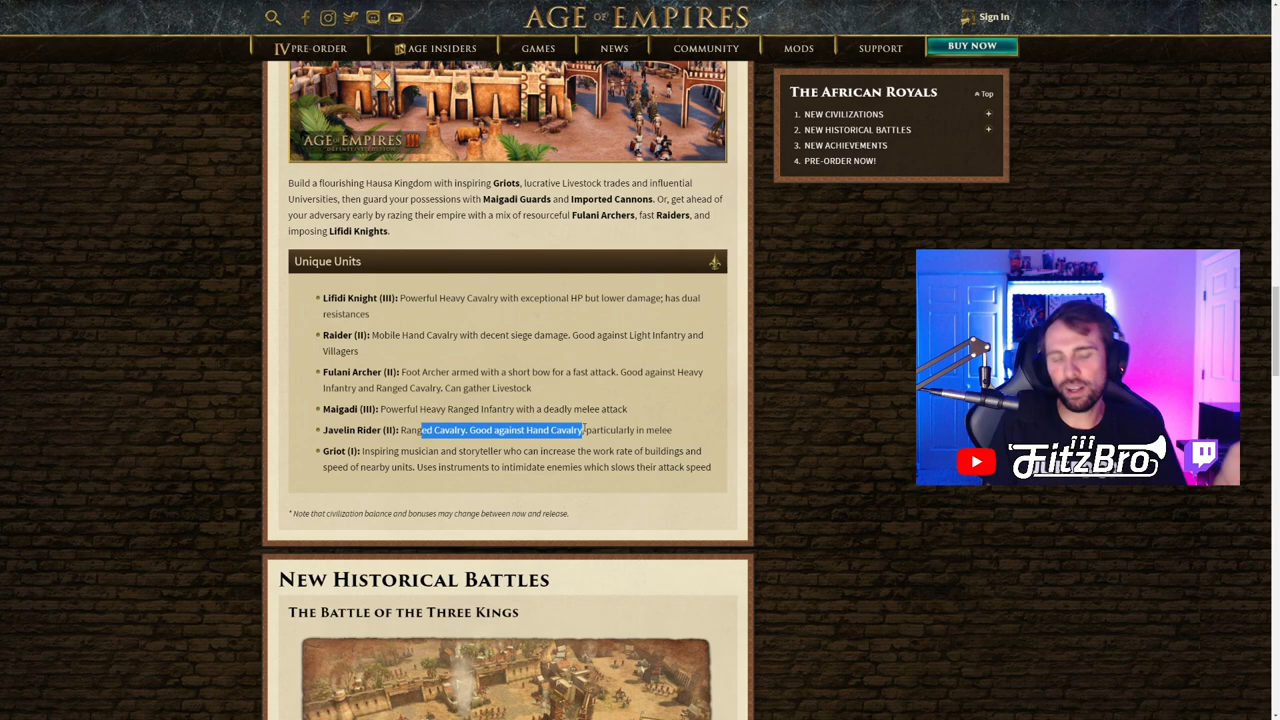 AGE OF EMPIRES
Sign In
IV PRE-ORDER
AGE INSIDERS
GAMES
NEWS
COMMUNITY
MODS
SUPPORT
BUY NOW
AGE OF EMPIRES III
DEFINITIVE EDITION
Build a flourishing Hausa Kingdom with inspiring Griots, lucrative Livestock trades and influential
Universities, then guard your possessions with Maigadi Guards and Imported Cannons. Or, get ahead of
your adversary early by razing their empire with a mix of resourceful Fulani Archers, fast Raiders, and
imposing Lifidi Knights.
Unique Units
Lifidi Knight (III): Powerful Heavy Cavalry with exceptional HP but lower damage; has dual
resistances
Raider (II): Mobile Hand Cavalry with decent siege damage. Good against Light Infantry and
Villagers
Fulani Archer (II): Foot Archer armed with a short bow for a fast attack. Good against Heavy
Infantry and Ranged Cavalry. Can gather Livestock
Maigadi (III): Powerful Heavy Ranged Infantry with a deadly melee attack
Javelin Rider (II): Ranged Cavalry. Good against Hand Cavalry, particularly in melee
Griot (I): Inspiring musician and storyteller who can increase the work rate of buildings and
speed of nearby units. Uses instruments to intimidate enemies which slows their attack speed
* Note that civilization balance and bonuses may change between now and release.
NEW HISTORICAL BATTLES
THE BATTLE OF THE THREE KINGS
THE AFRICAN ROYALS
Top
1. NEW CIVILIZATIONS +
2. NEW HISTORICAL BATTLES +
3. NEW ACHIEVEMENTS
4. PRE-ORDER NOW!
FitzBro